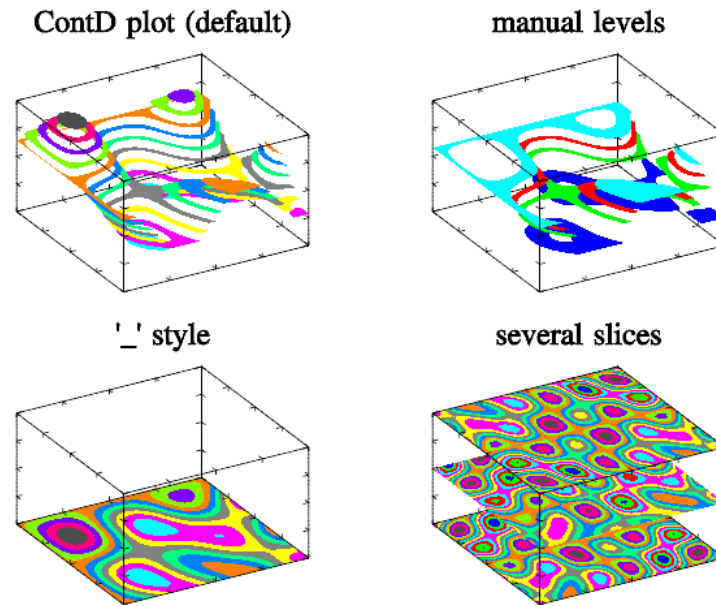 ContD plot (default)
manual levels
'_' style
several slices